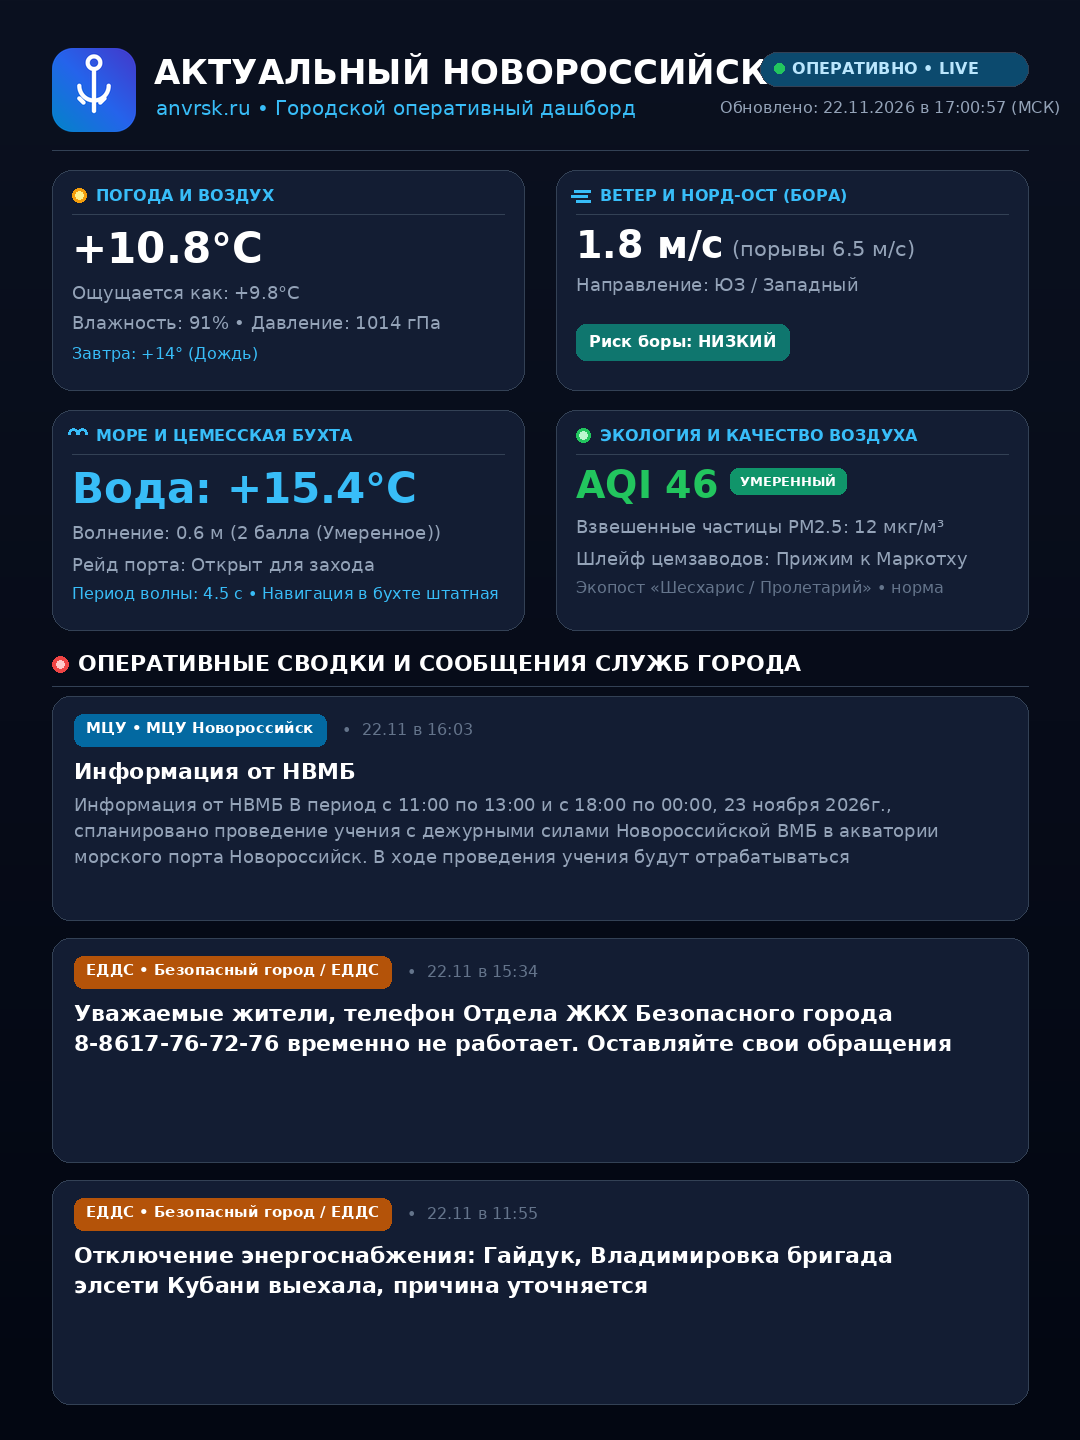 АКТУАЛЬНЫЙ НОВОРОССИЙСК
ОПЕРАТИВНО • LIVE
anvrsk.ru • Городской оперативный дашборд
Обновлено: 22.11.2026 в 17:00:57 (МСК)
ПОГОДА И ВОЗДУХ
+10.8°C
Ощущается как: +9.8°C
Влажность: 91% • Давление: 1014 гПа
Завтра: +14° (Дождь)
ВЕТЕР И НОРД-ОСТ (БОРА)
1.8 м/с (порывы 6.5 м/с)
Направление: ЮЗ / Западный
Риск боры: НИЗКИЙ
МОРЕ И ЦЕМЕССКАЯ БУХТА
Вода: +15.4°C
Волнение: 0.6 м (2 балла (Умеренное))
Рейд порта: Открыт для захода
Период волны: 4.5 с • Навигация в бухте штатная
ЭКОЛОГИЯ И КАЧЕСТВО ВОЗДУХА
AQI 46 УМЕРЕННЫЙ
Взвешенные частицы PM2.5: 12 мкг/м³
Шлейф цемзаводов: Прижим к Маркотху
Экопост «Шесхарис / Пролетарий» • норма
ОПЕРАТИВНЫЕ СВОДКИ И СООБЩЕНИЯ СЛУЖБ ГОРОДА
МЦУ • МЦУ Новороссийск • 22.11 в 16:03
Информация от НВМБ
Информация от НВМБ В период с 11:00 по 13:00 и с 18:00 по 00:00, 23 ноября 2026г.,
спланировано проведение учения с дежурными силами Новороссийской ВМБ в акватории
морского порта Новороссийск. В ходе проведения учения будут отрабатываться
ЕДДС • Безопасный город / ЕДДС • 22.11 в 15:34
Уважаемые жители, телефон Отдела ЖКХ Безопасного города
8-8617-76-72-76 временно не работает. Оставляйте свои обращения
ЕДДС • Безопасный город / ЕДДС • 22.11 в 11:55
Отключение энергоснабжения: Гайдук, Владимировка бригада
элсети Кубани выехала, причина уточняется